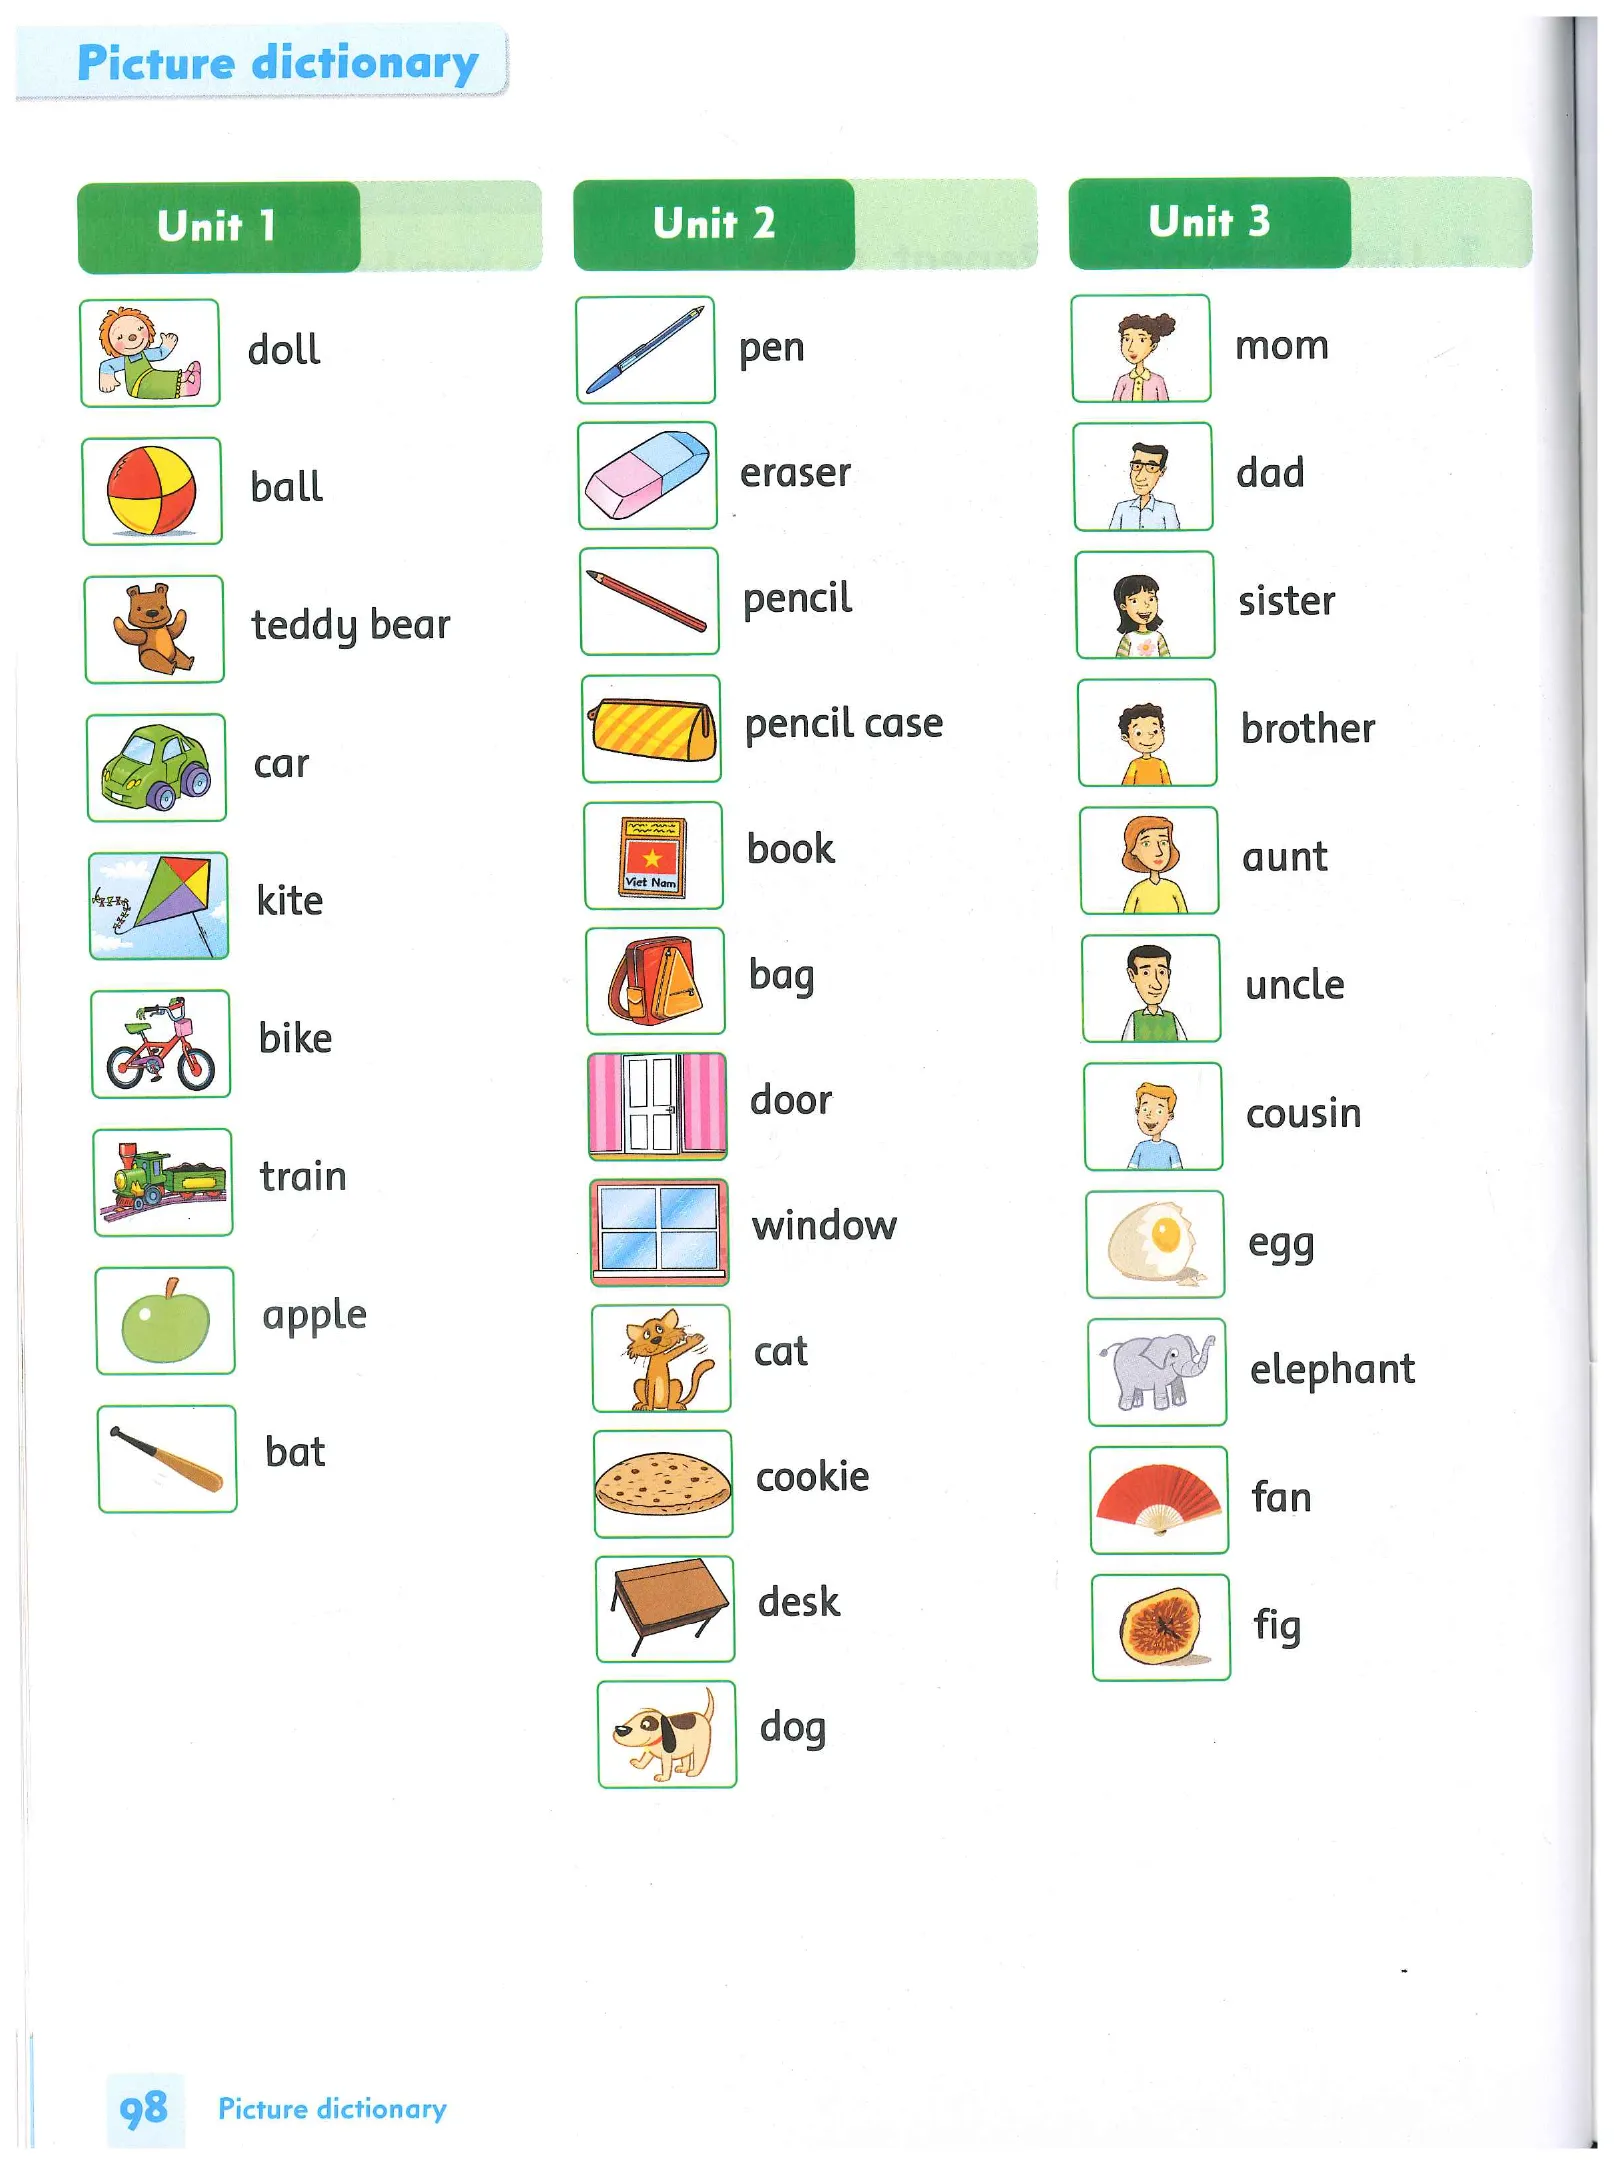 Picture dictionary
Unit 1
doll
ball
teddy bear
car
kite
bike
train
apple
bat
Unit 2
pen
eraser
pencil
pencil case
book
Viet Nam
bag
door
window
cat
cookie
desk
dog
Unit 3
mom
dad
sister
brother
aunt
uncle
cousin
egg
elephant
fan
fig
98 Picture dictionary